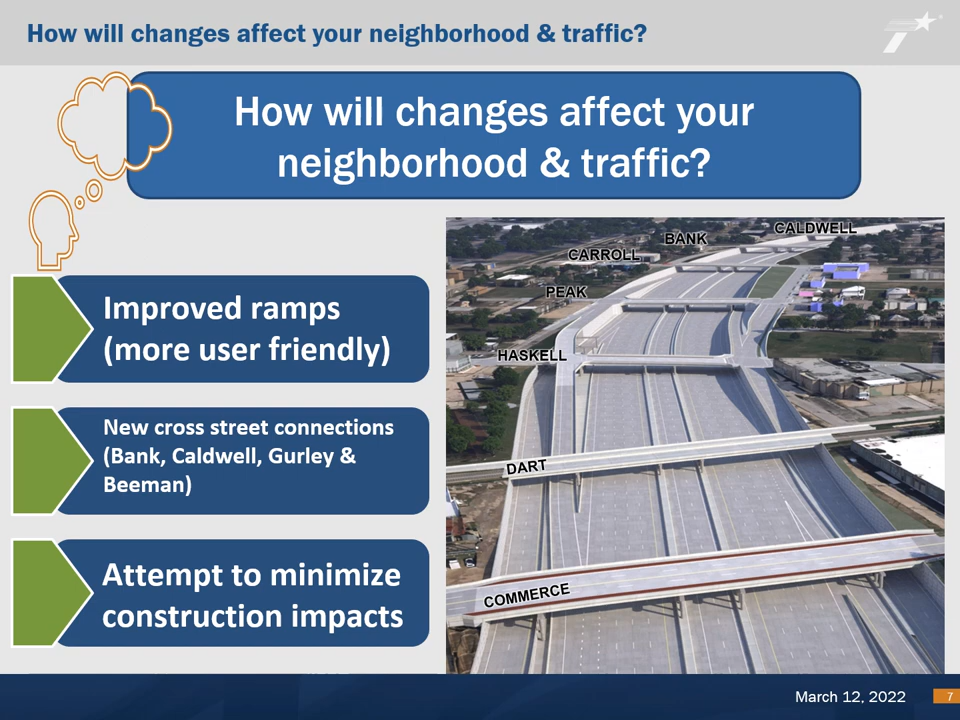 How will changes affect your neighborhood & traffic?
How will changes affect your
neighborhood & traffic?
Improved ramps
(more user friendly)
New cross street connections
(Bank, Caldwell, Gurley &
Beeman)
Attempt to minimize
construction impacts
CALDWELL
BANK
CARROLL
PEAK
HASKELL
DART
COMMERCE
March 12, 2022
7